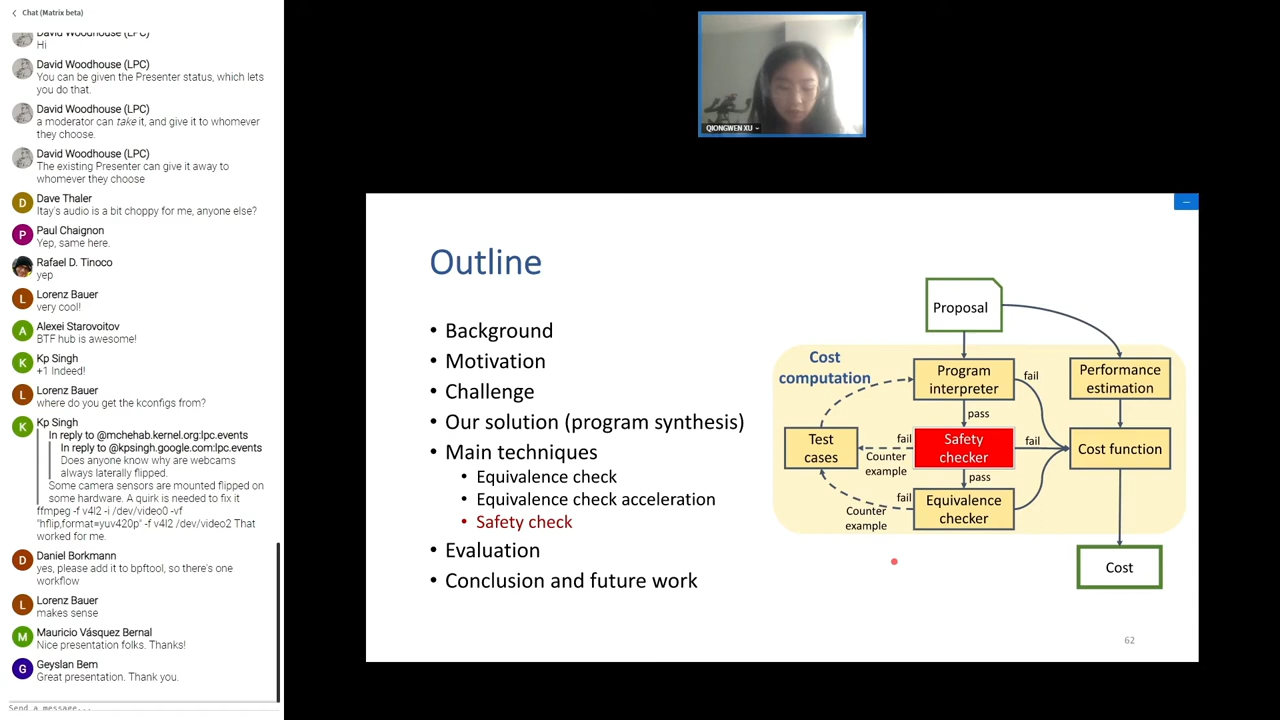 Chat (Matrix beta)
David Woodhouse (LPC)
Hi
David Woodhouse (LPC)
You can be given the Presenter status, which lets
you do that.
David Woodhouse (LPC)
a moderator can take it, and give it to whomever
they choose.
David Woodhouse (LPC)
The existing Presenter can give it away to
whomever they choose
D
Dave Thaler
Itay's audio is a bit choppy for me, anyone else?
P
Paul Chaignon
Yep, same here.
Rafael D. Tinoco
yep
L
Lorenz Bauer
very cool!
A
Alexei Starovoitov
BTF hub is awesome!
K
Kp Singh
+1 Indeed!
L
Lorenz Bauer
where do you get the kconfigs from?
K
Kp Singh
In reply to @mchehab.kernel.org:lpc.events
In reply to @kpsingh.google.com:lpc.events
Does anyone know why are webcams
always laterally flipped.
Some camera sensors are mounted flipped on
some hardware. A quirk is needed to fix it
ffmpeg -f v4l2 -i /dev/video0 -vf
"hflip,format=yuv420p" -f v4l2 /dev/video2 That
worked for me.
D
Daniel Borkmann
yes, please add it to bpftool, so there's one
workflow
L
Lorenz Bauer
makes sense
M
Mauricio Vásquez Bernal
Nice presentation folks. Thanks!
G
Geyslan Bem
Great presentation. Thank you.
Send a message...
QIONGWEN XU
Outline
• Background
• Motivation
• Challenge
• Our solution (program synthesis)
• Main techniques
• Equivalence check
• Equivalence check acceleration
• Safety check
• Evaluation
• Conclusion and future work
Proposal
Cost
computation
Program
interpreter
fail
Performance
estimation
pass
Test
cases
fail
Counter
example
Safety
checker
fail
Cost function
pass
fail
Counter
example
Equivalence
checker
Cost
62